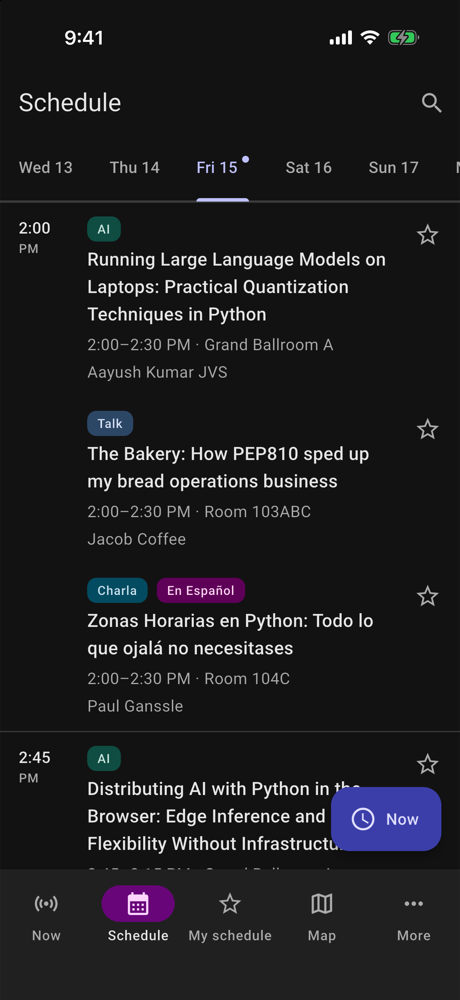 9:41
Schedule
Wed 13 Thu 14 Fri 15 Sat 16 Sun 17
2:00 PM
AI
Running Large Language Models on
Laptops: Practical Quantization
Techniques in Python
2:00–2:30 PM · Grand Ballroom A
Aayush Kumar JVS
Talk
The Bakery: How PEP810 sped up
my bread operations business
2:00–2:30 PM · Room 103ABC
Jacob Coffee
Charla En Español
Zonas Horarias en Python: Todo lo
que ojalá no necesitases
2:00–2:30 PM · Room 104C
Paul Ganssle
2:45 PM
AI
Distributing AI with Python in the
Browser: Edge Inference and
Flexibility Without
Now
Now Schedule My schedule Map More